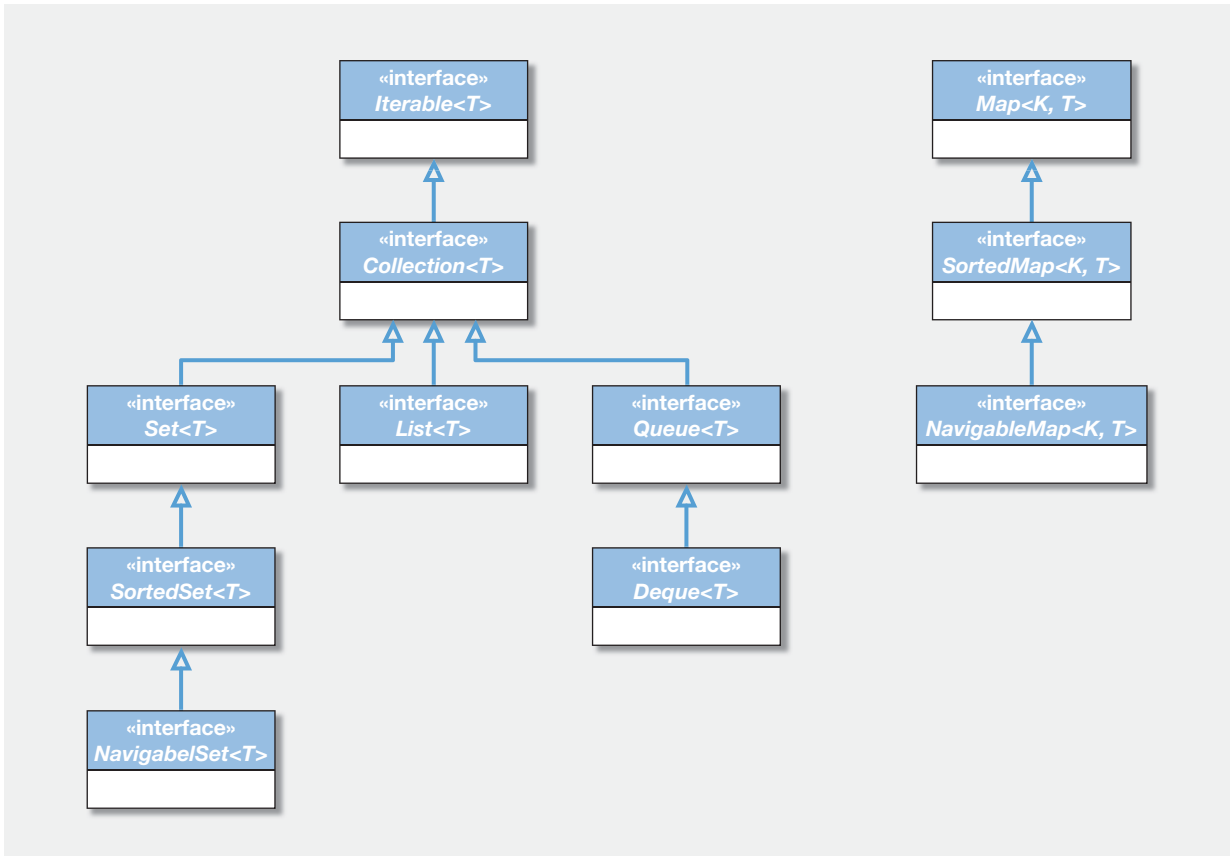 «interface»
Iterable<T>
«interface»
Map<K, T>
«interface»
Collection<T>
«interface»
SortedMap<K, T>
«interface»
Set<T>
«interface»
List<T>
«interface»
Queue<T>
«interface»
NavigableMap<K, T>
«interface»
SortedSet<T>
«interface»
Deque<T>
«interface»
NavigabelSet<T>